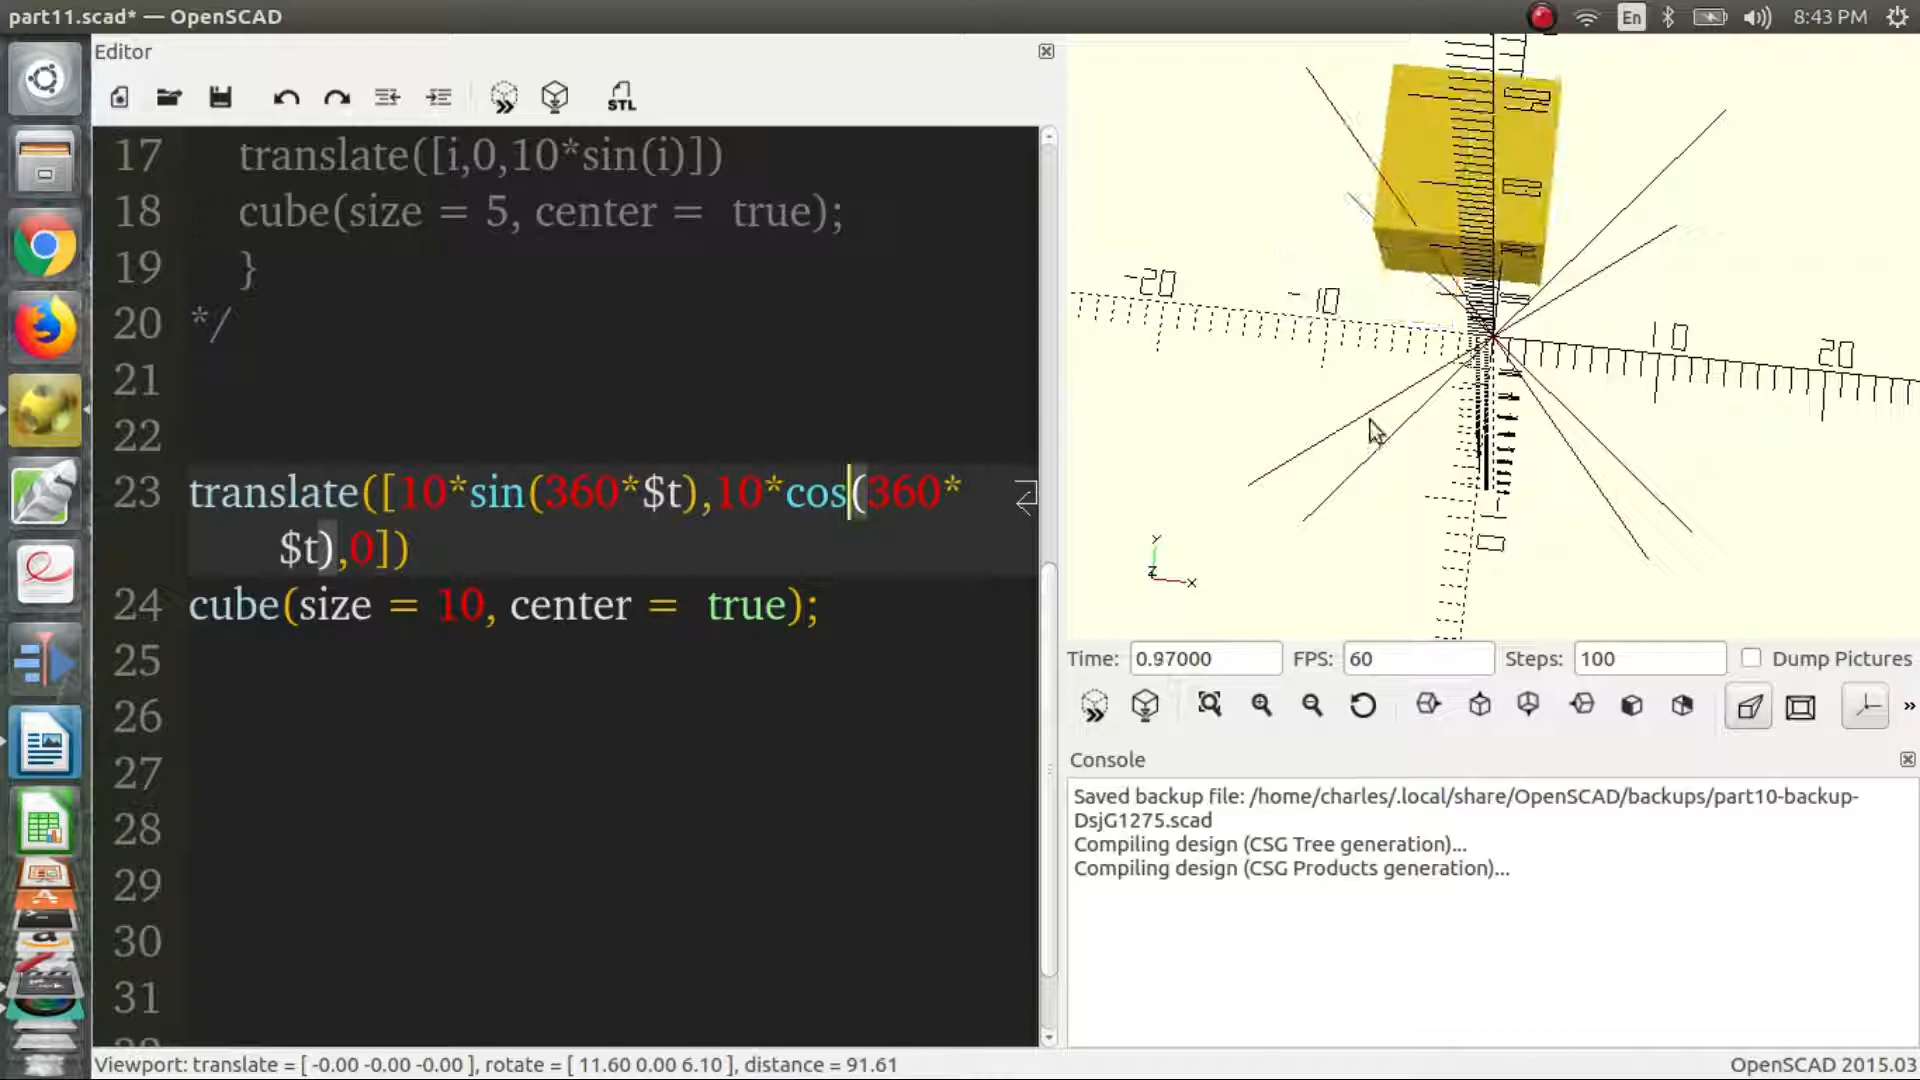 part11.scad* — OpenSCAD
En
8:43 PM
Editor
STL
17 translate([i,0,10*sin(i)])
18 cube(size = 5, center =  true);
19 }
20 */
21
22
23 translate([10*sin(360*$t),10*cos(360*
$t),0])
24 cube(size = 10, center =  true);
25
26
27
28
29
30
31
-20
-10
10
20
Y
Z
X
Time: 0.97000 FPS: 60 Steps: 100 Dump Pictures
Console
Saved backup file: /home/charles/.local/share/OpenSCAD/backups/part10-backup-
DsjG1275.scad
Compiling design (CSG Tree generation)...
Compiling design (CSG Products generation)...
Viewport: translate = [ -0.00 -0.00 -0.00 ], rotate = [ 11.60 0.00 6.10 ], distance = 91.61
OpenSCAD 2015.03